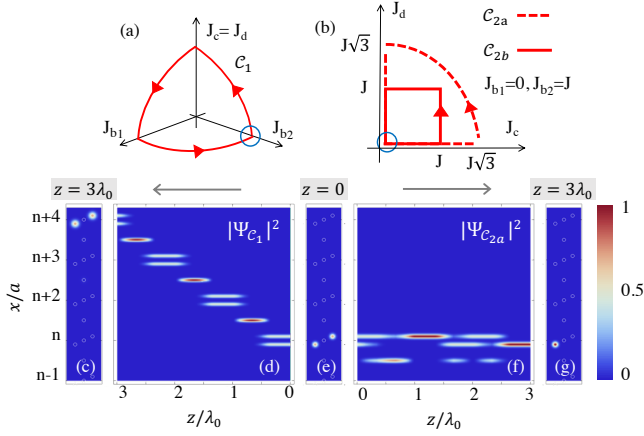 (a)
J_c= J_d
𝒞_1
J_b1
J_b2
(b)
J_d
J√3
J
J
J√3
J_c
𝒞_2a
𝒞_2b
J_b1=0, J_b2=J
z = 3λ_0
z = 0
z = 3λ_0
x/a
n+4
n+3
n+2
n
n-1
|Ψ_𝒞_1|^2
|Ψ_𝒞_2a|^2
(c)
(d)
(e)
(f)
(g)
3
2
1
0
z/λ_0
0
1
2
3
z/λ_0
1
0.5
0